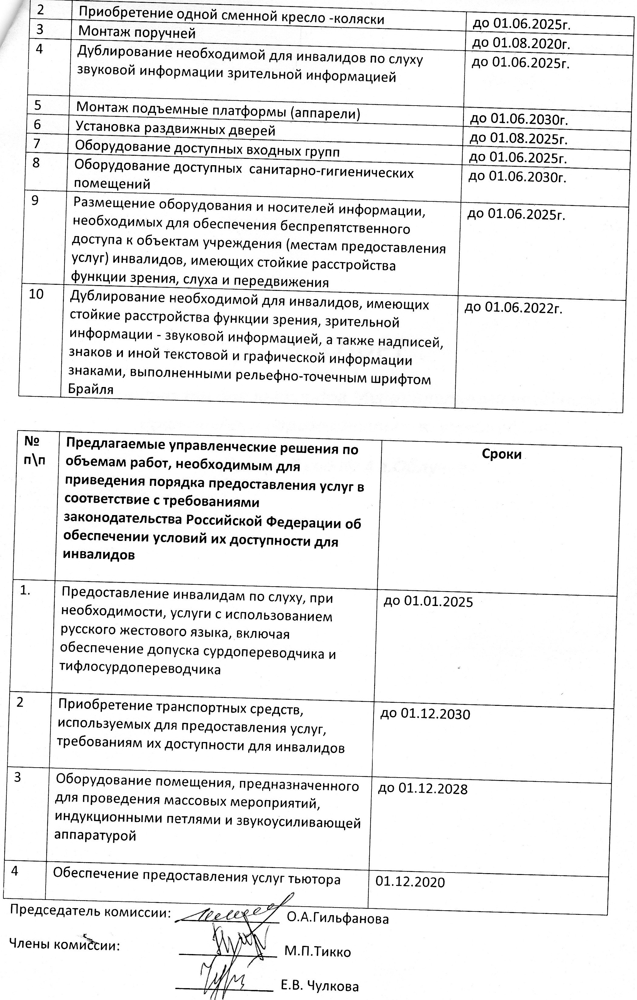 2 Приобретение одной сменной кресло -коляски до 01.06.2025г.
3 Монтаж поручней до 01.08.2020г.
4 Дублирование необходимой для инвалидов по слуху до 01.06.2025г.
звуковой информации зрительной информацией
5 Монтаж подъемные платформы (аппарели) до 01.06.2030г.
6 Установка раздвижных дверей до 01.08.2025г.
7 Оборудование доступных входных групп до 01.06.2025г.
8 Оборудование доступных санитарно-гигиенических до 01.06.2030г.
помещений
9 Размещение оборудования и носителей информации, до 01.06.2025г.
необходимых для обеспечения беспрепятственного
доступа к объектам учреждения (местам предоставления
услуг) инвалидов, имеющих стойкие расстройства
функции зрения, слуха и передвижения
10 Дублирование необходимой для инвалидов, имеющих до 01.06.2022г.
стойкие расстройства функции зрения, зрительной
информации - звуковой информацией, а также надписей,
знаков и иной текстовой и графической информации
знаками, выполненными рельефно-точечным шрифтом
Брайля
№ Предлагаемые управленческие решения по Сроки
п\п объемам работ, необходимым для
приведения порядка предоставления услуг в
соответствие с требованиями
законодательства Российской Федерации об
обеспечении условий их доступности для
инвалидов
1. Предоставление инвалидам по слуху, при до 01.01.2025
необходимости, услуги с использованием
русского жестового языка, включая
обеспечение допуска сурдопереводчика и
тифлосурдопереводчика
2 Приобретение транспортных средств, до 01.12.2030
используемых для предоставления услуг,
требованиям их доступности для инвалидов
3 Оборудование помещения, предназначенного до 01.12.2028
для проведения массовых мероприятий,
индукционными петлями и звукоусиливающей
аппаратурой
4 Обеспечение предоставления услуг тьютора 01.12.2020
Председатель комиссии: О.А.Гильфанова
Члены комиссии: М.П.Тикко
Е.В. Чулкова